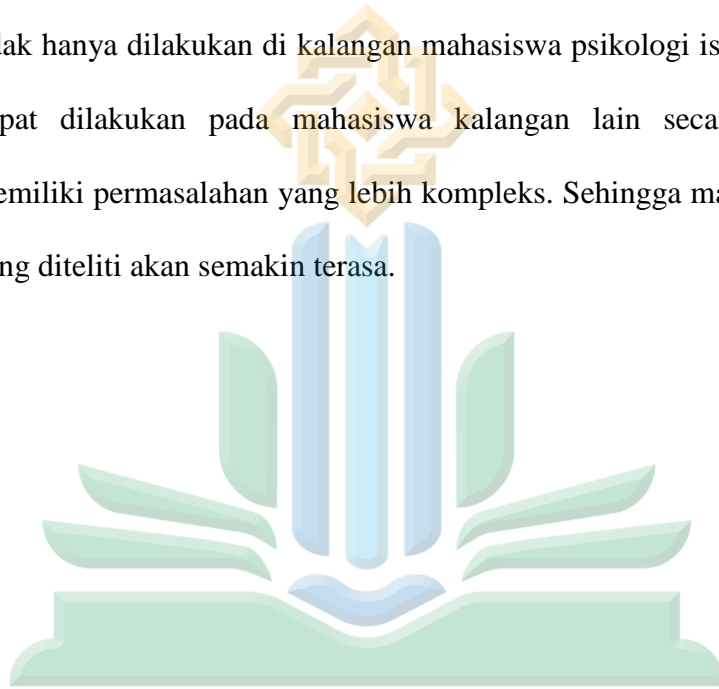 dak hanya dilakukan di kalangan mahasiswa psikologi is
pat dilakukan pada mahasiswa kalangan lain seca
emiliki permasalahan yang lebih kompleks. Sehingga ma
ng diteliti akan semakin terasa.